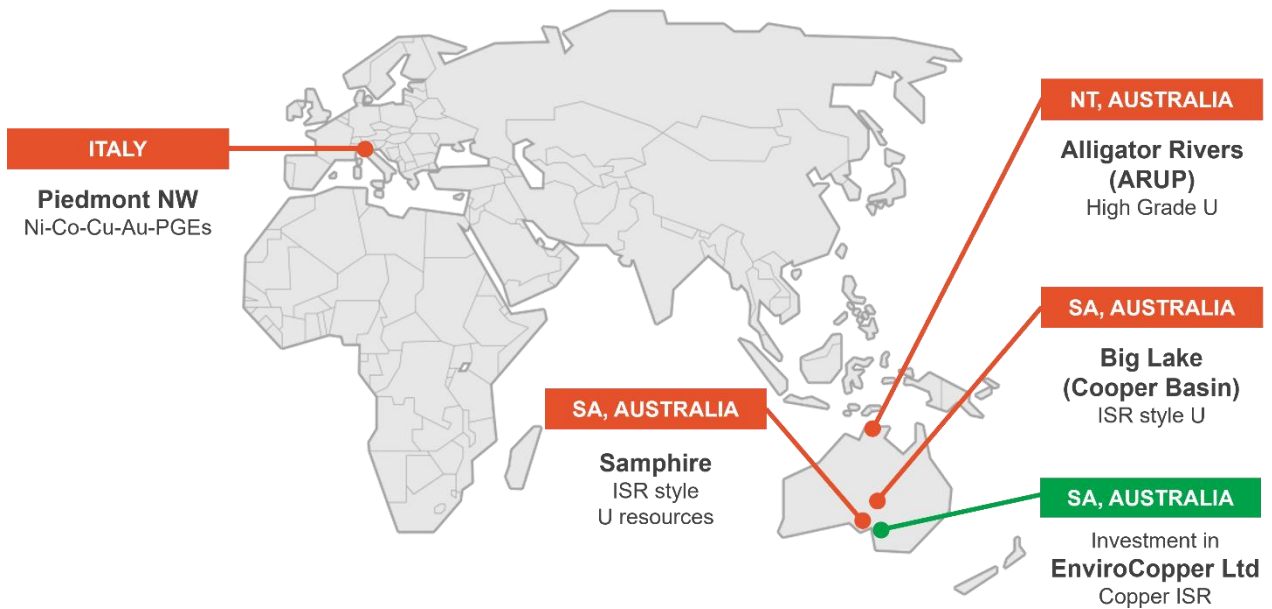 ITALY
Piedmont NW
Ni-Co-Cu-Au-PGEs
NT, AUSTRALIA
Alligator Rivers
(ARUP)
High Grade U
SA, AUSTRALIA
Big Lake
(Cooper Basin)
ISR style U
SA, AUSTRALIA
Samphire
ISR style
U resources
SA, AUSTRALIA
Investment in
EnviroCopper Ltd
Copper ISR